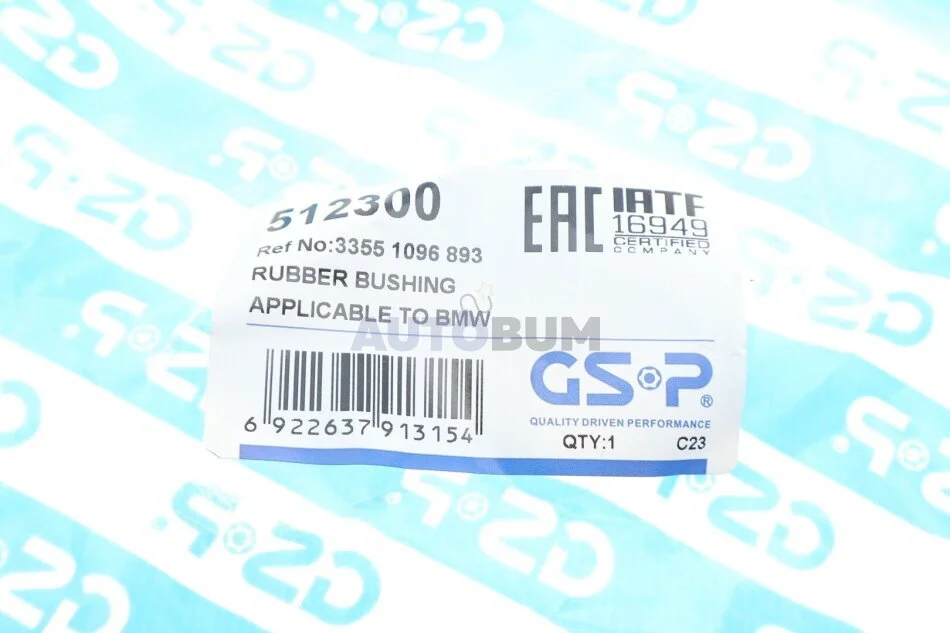 512300
Ref No:3355 1096 893
RUBBER BUSHING
APPLICABLE TO BMW
6 922637 913154
EAC
IATF
16949
CERTIFIED
COMPANY
GSP®
QUALITY DRIVEN PERFORMANCE
QTY:1 C23
AUTOBUM